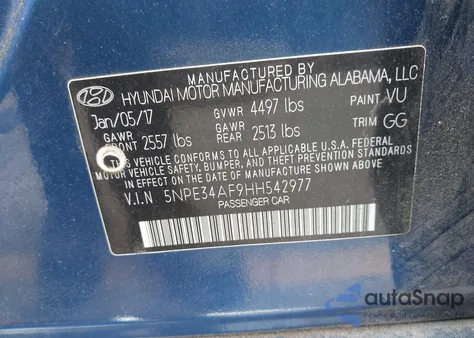 MANUFACTURED BY
HYUNDAI MOTOR MANUFACTURING ALABAMA, LLC
Jan/05/17 GVWR 4497 lbs PAINT VU
GAWR FRONT 2557 lbs GAWR REAR 2513 lbs TRIM GG
THIS VEHICLE CONFORMS TO ALL APPLICABLE U.S.A. FEDERAL
MOTOR VEHICLE SAFETY, BUMPER, AND THEFT
PREVENTION STANDARDS IN EFFECT ON THE DATE OF MANUFACTURE SHOWN ABOVE.
V.I.N 5NPE34AF9HH542977
PASSENGER CAR
autoSnap